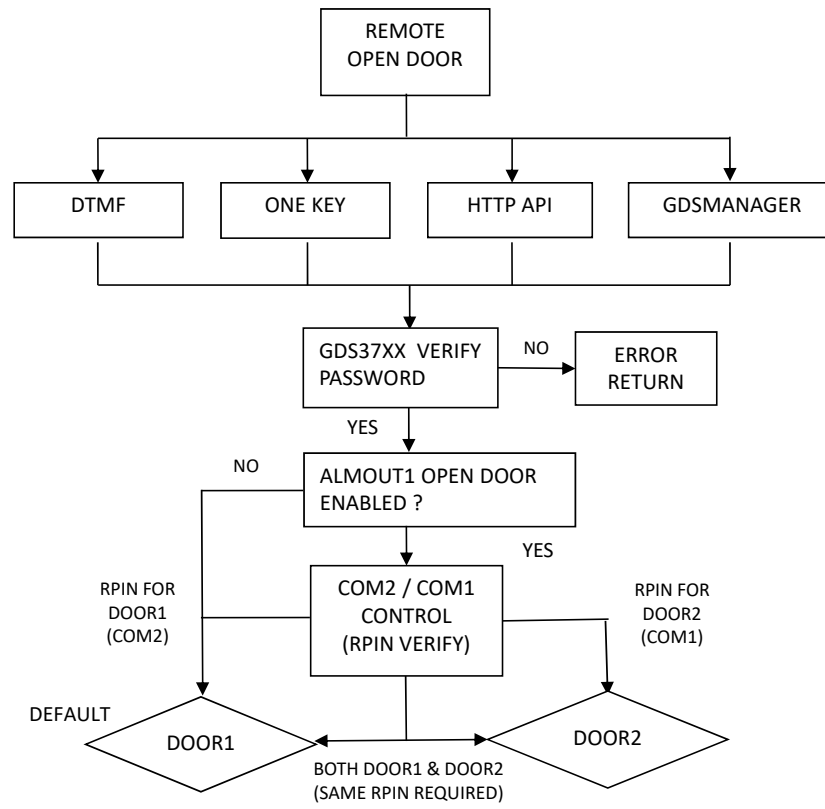 REMOTE
OPEN DOOR
DTMF
ONE KEY
HTTP API
GDSMANAGER
GDS37XX VERIFY
PASSWORD
NO
ERROR
RETURN
YES
NO
ALMOUT1 OPEN DOOR
ENABLED ?
YES
RPIN FOR
DOOR1
(COM2)
COM2 / COM1
CONTROL
(RPIN VERIFY)
RPIN FOR
DOOR2
(COM1)
DEFAULT
DOOR1
DOOR2
BOTH DOOR1 & DOOR2
(SAME RPIN REQUIRED)